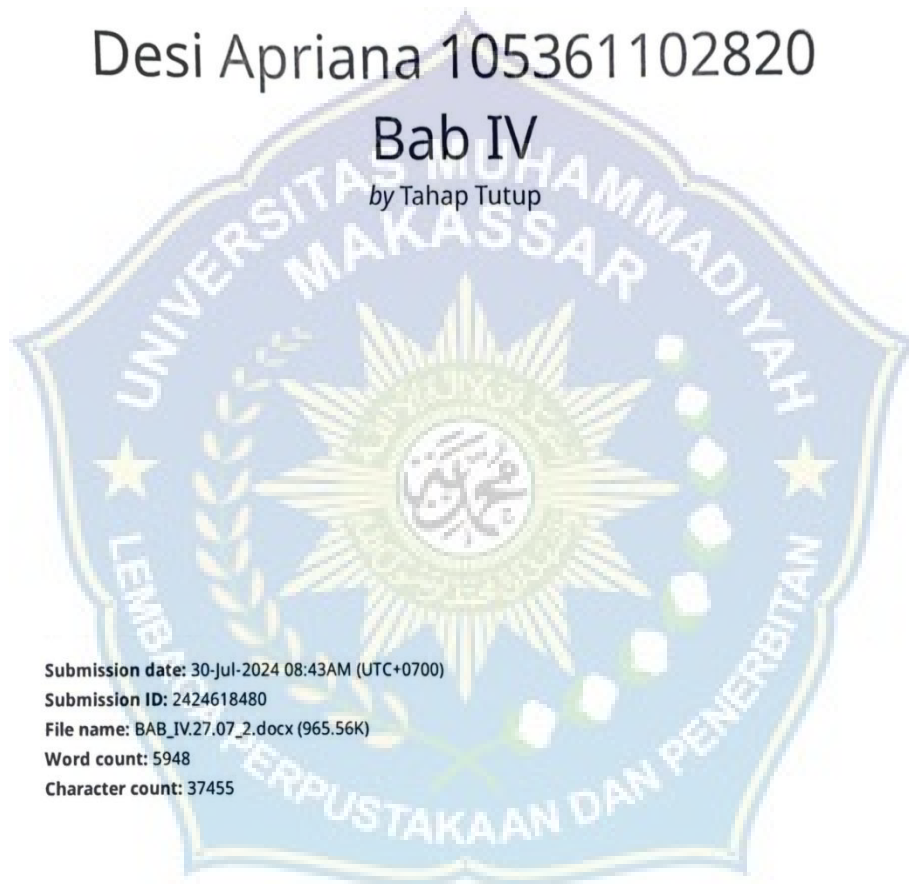 Desi Apriana 105361102820
Bab IV
by Tahap Tutup
UNIVERSITAS MUHAMMADIYAH
MAKASSAR
محمدية
LEMBAGA PERPUSTAKAAN DAN PENERBITAN
Submission date: 30-Jul-2024 08:43AM (UTC+0700)
Submission ID: 2424618480
File name: BAB_IV.27.07_2.docx (965.56K)
Word count: 5948
Character count: 37455